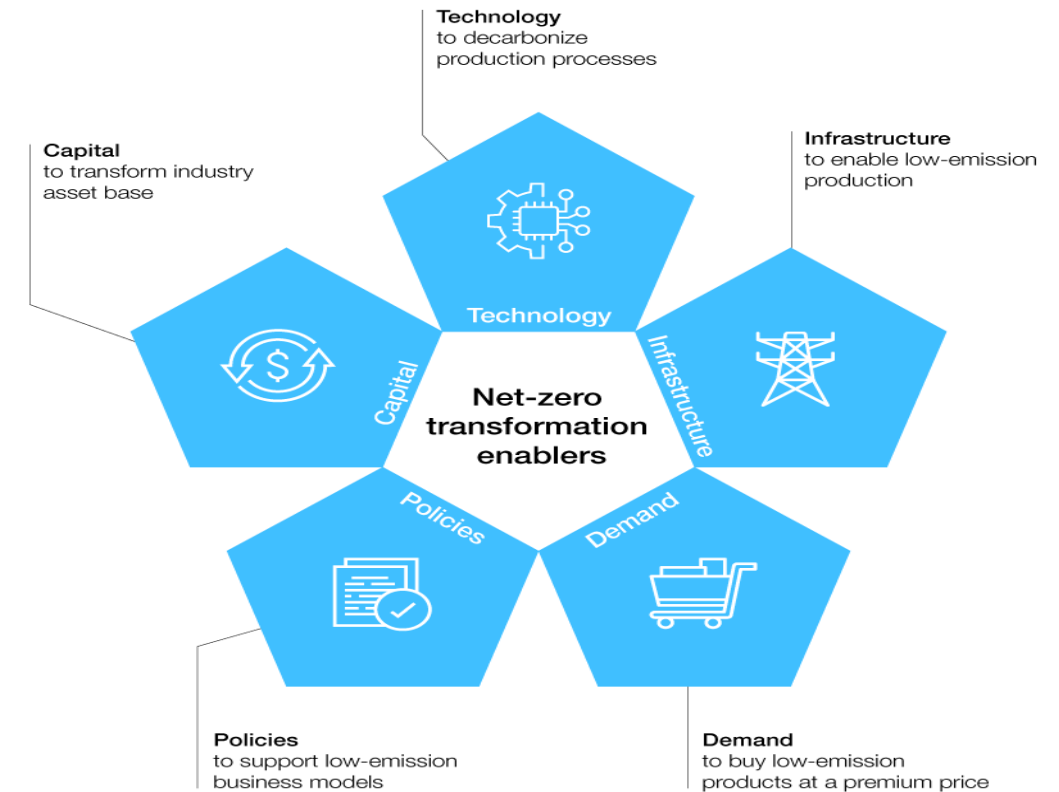 Technology
to decarbonize
production processes
Capital
to transform industry
asset base
Infrastructure
to enable low-emission
production
Technology
$
Capital
Infrastructure
Net-zero
transformation
enablers
Policies
Demand
Policies
to support low-emission
business models
Demand
to buy low-emission
products at a premium price